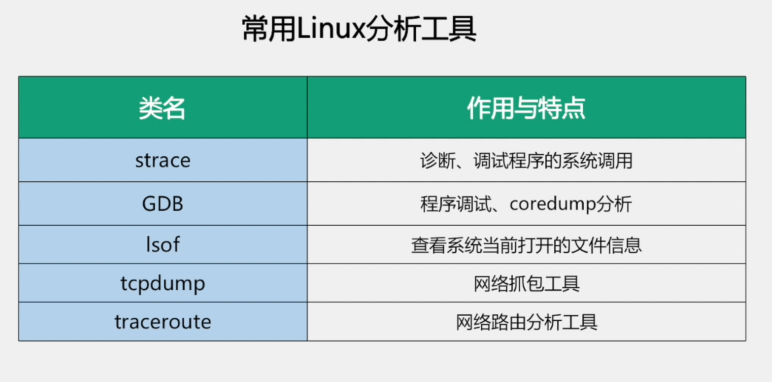 常用Linux分析工具
类名 作用与特点
strace 诊断、调试程序的系统调用
GDB 程序调试、coredump分析
lsof 查看系统当前打开的文件信息
tcpdump 网络抓包工具
traceroute 网络路由分析工具